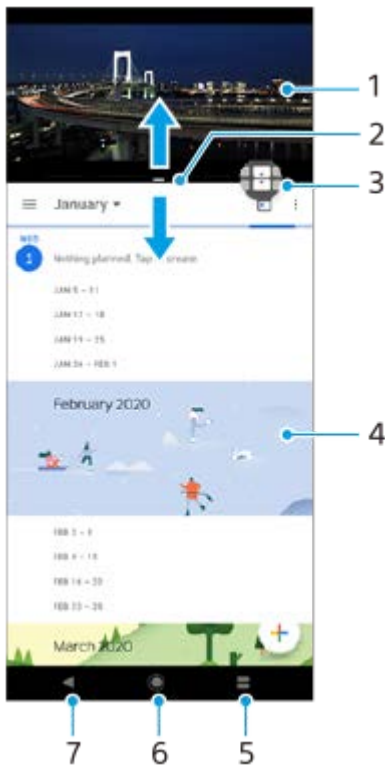 1
2
3
January
WED
1
Nothing planned. Tap create
JAN 5 – 11
JAN 12 – 18
JAN 19 – 25
JAN 26 – FEB 1
February 2020
4
FEB 2 – 8
FEB 9 – 15
FEB 16 – 22
FEB 23 – 29
March 2020
7
6
5